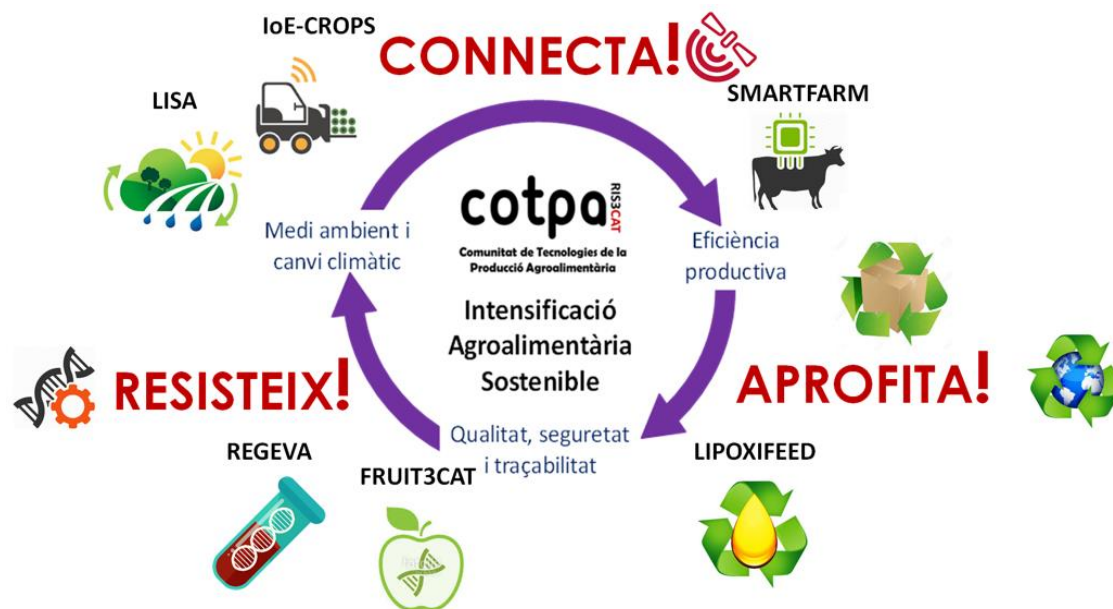 IoE-CROPS
CONNECTA!
LISA
SMARTFARM
cotpa
RIS3CAT
Comunitat de Tecnologies de la
Producció Agroalimentària
Medi ambient i
canvi climàtic
Eficiència
productiva
Intensificació
Agroalimentària
Sostenible
RESISTEIX!
APROFITA!
Qualitat, seguretat
i traçabilitat
REGEVA
FRUIT3CAT
LIPOXIFEED